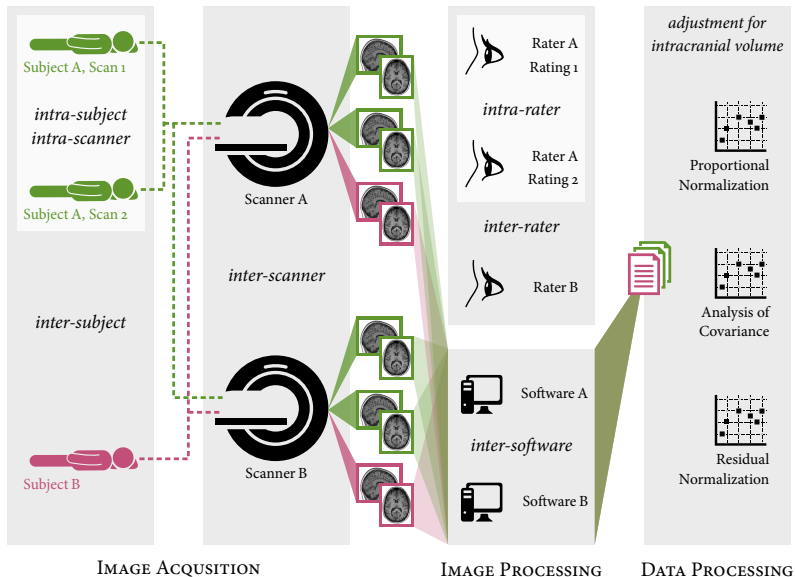 Subject A, Scan 1
intra-subject
intra-scanner
Subject A, Scan 2
inter-subject
Subject B
Scanner A
inter-scanner
Scanner B
IMAGE ACQUSITION
Rater A
Rating 1
intra-rater
Rater A
Rating 2
inter-rater
Rater B
Software A
inter-software
Software B
IMAGE PROCESSING
adjustment for
intracranial volume
Proportional
Normalization
Analysis of
Covariance
Residual
Normalization
DATA PROCESSING